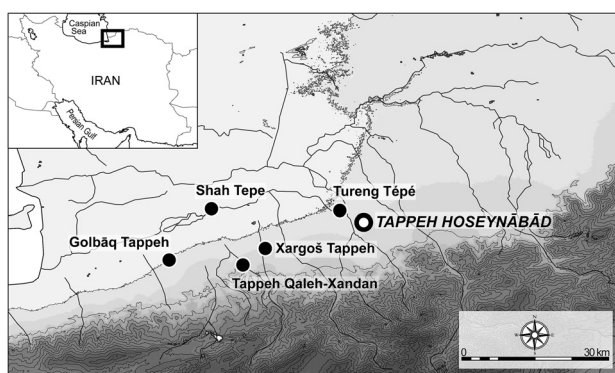 Caspian
Sea
IRAN
Persian Gulf
Shah Tepe
Tureng Tépé
TAPPEH HOSEYNĀBĀD
Golbāq Tappeh
Xargoš Tappeh
Tappeh Qaleh-Xandan
N
W
E
S
0
30 km